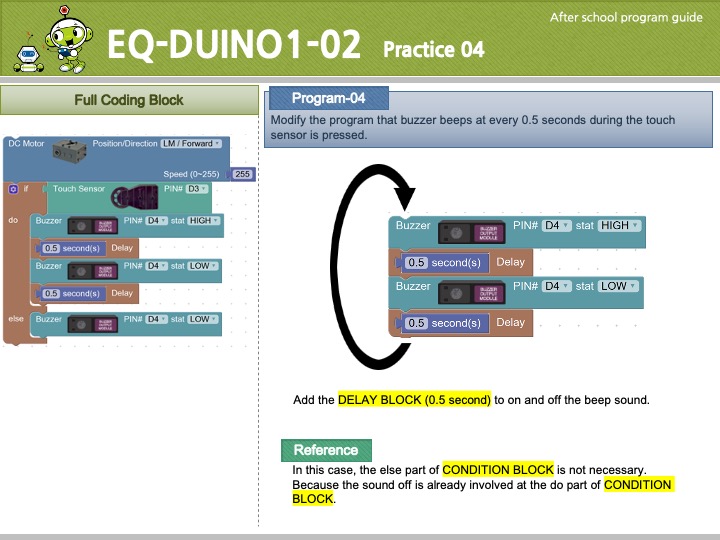 After school program guide
EQ-DUINO1-02 Practice 04
Full Coding Block
DC Motor Position/Direction LM / Forward
Speed (0~255) 255
if Touch Sensor PIN# D3
do Buzzer PIN# D4 stat HIGH
0.5 second(s) Delay
Buzzer PIN# D4 stat LOW
0.5 second(s) Delay
else Buzzer PIN# D4 stat LOW
Program-04
Modify the program that buzzer beeps at every 0.5 seconds during the touch
sensor is pressed.
Buzzer BUZZER OUTPUT MODULE PIN# D4 stat HIGH
0.5 second(s) Delay
Buzzer BUZZER OUTPUT MODULE PIN# D4 stat LOW
0.5 second(s) Delay
Add the DELAY BLOCK (0.5 second) to on and off the beep sound.
Reference
In this case, the else part of CONDITION BLOCK is not necessary.
Because the sound off is already involved at the do part of CONDITION
BLOCK.